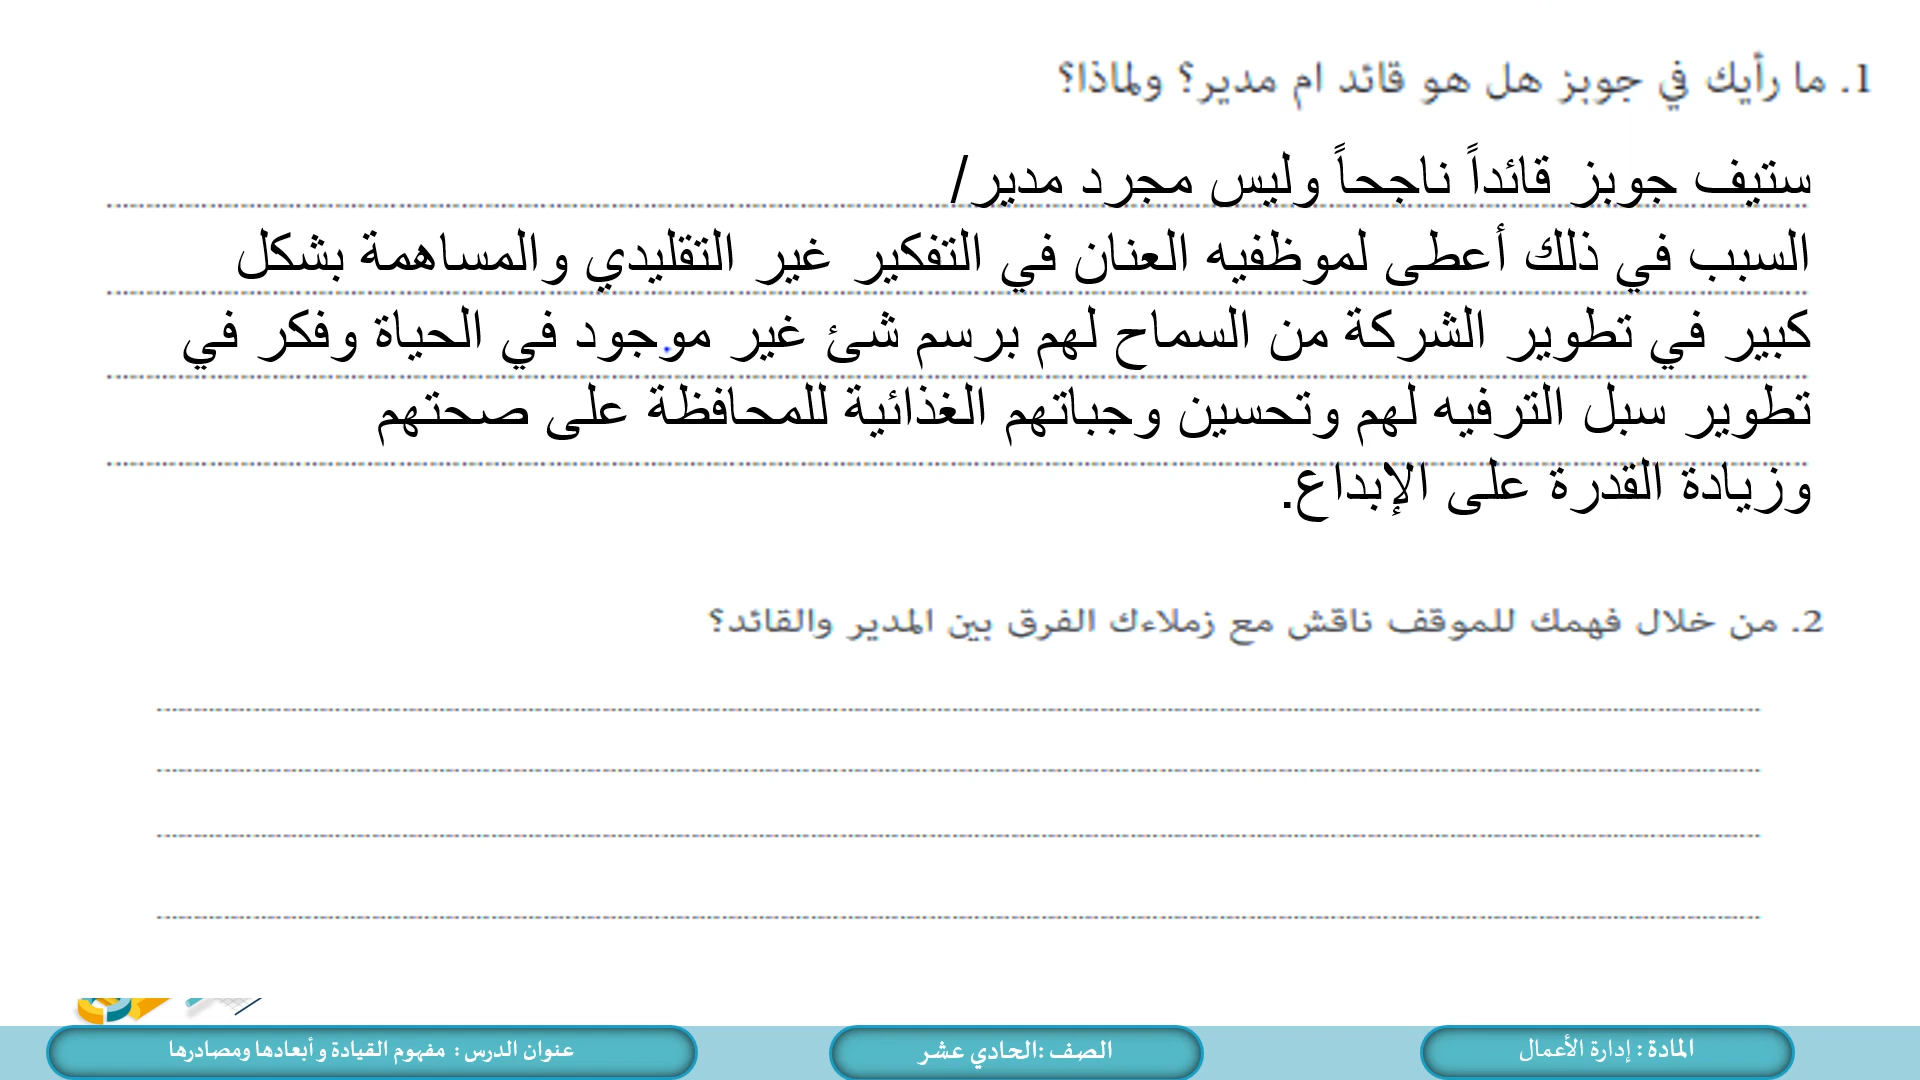 1. ما رأيك في جوبز هل هو قائد ام مدير؟ ولماذا؟
ستيف جوبز قائداً ناجحاً وليس مجرد مدير/
السبب في ذلك أعطى لموظفيه العنان في التفكير غير التقليدي والمساهمة بشكل
كبير في تطوير الشركة من السماح لهم برسم شئ غير موجود في الحياة وفكر في
تطوير سبل الترفيه لهم وتحسين وجباتهم الغذائية للمحافظة على صحتهم
وزيادة القدرة على الإبداع.
2. من خلال فهمك للموقف ناقش مع زملاءك الفرق بين المدير والقائد؟
المادة : إدارة الأعمال
الصف :الحادي عشر
عنوان الدرس : مفهوم القيادة و أبعادها ومصادرها